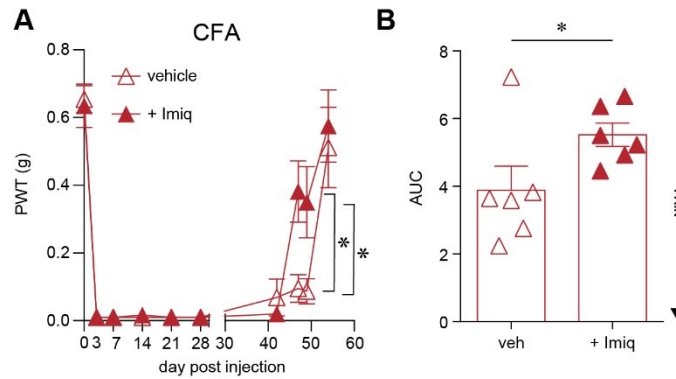 A
CFA
0.8
0.6
0.4
0.2
0.0
PWT (g)
vehicle
+ Imiq
*
*
0 3 7 14 21 28 30 40 50 60
day post injection
B
*
8
6
4
2
0
AUC
veh + Imiq